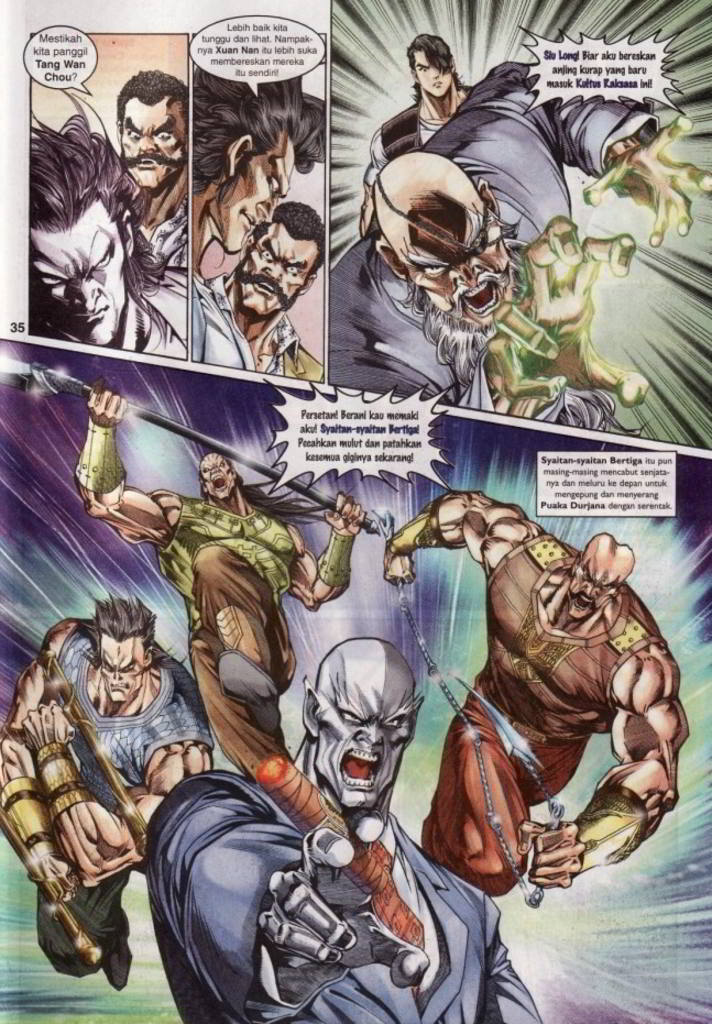 Mestikah
kita panggil
Tang Wan
Chou?
Lebih baik kita
tunggu dan lihat. Nampak-
nya Xuan Nan itu lebih suka
membereskan mereka
itu sendiri!
Siu Long! Biar aku bereskan
anjing kurap yang baru
masuk Kultus Raksasa ini!
35
Persetan! Berani kau memaki
aku! Syaitan-syaitan Bertiga!
Pecahkan mulut dan patahkan
kesemua giginya sekarang!
Syaitan-syaitan Bertiga itu pun
masing-masing mencabut senjata-
nya dan meluru ke depan untuk
mengepung dan menyerang
Puaka Durjana dengan serentak.